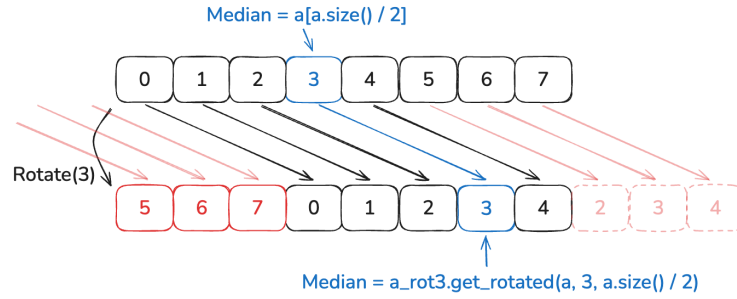 Median = a[a.size() / 2]
0 1 2 3 4 5 6 7
Rotate(3)
5 6 7 0 1 2 3 4 2 3 4
Median = a_rot3.get_rotated(a, 3, a.size() / 2)